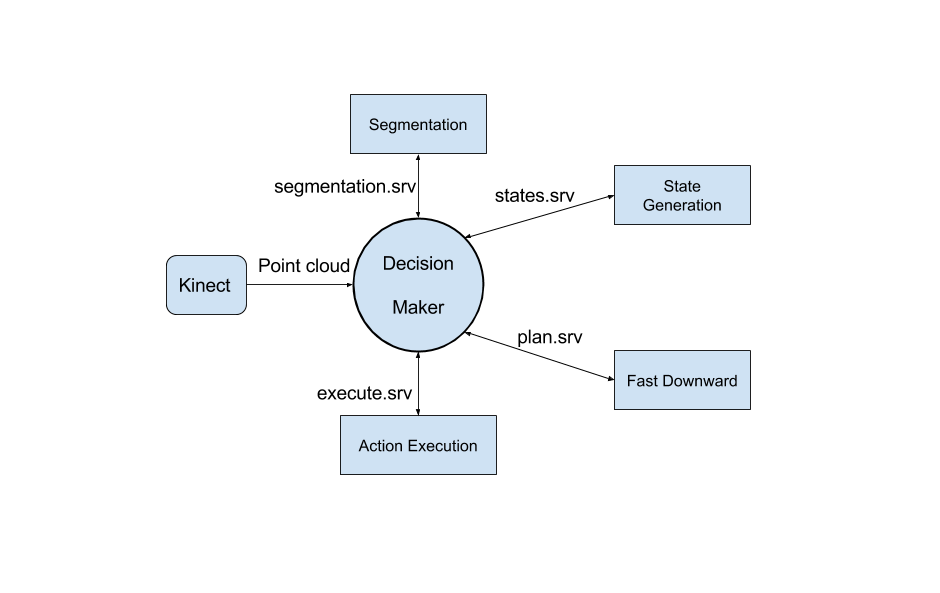 Segmentation
segmentation.srv
states.srv
State
Generation
Point cloud
Kinect
Decision
Maker
plan.srv
Fast Downward
execute.srv
Action Execution